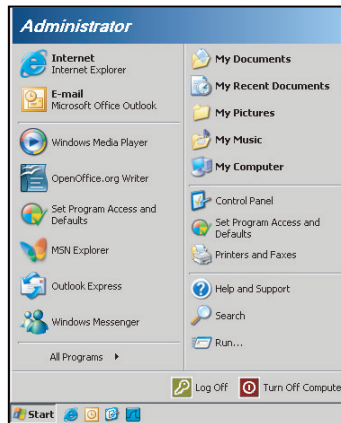 Administrator
Internet
Internet Explorer
E-mail
Microsoft Office Outlook
Windows Media Player
OpenOffice.org Writer
Set Program Access and
Defaults
MSN Explorer
Outlook Express
Windows Messenger
All Programs
My Documents
My Recent Documents
My Pictures
My Music
My Computer
Control Panel
Set Program Access and
Defaults
Printers and Faxes
Help and Support
Search
Run...
Log Off
Turn Off Compute
Start